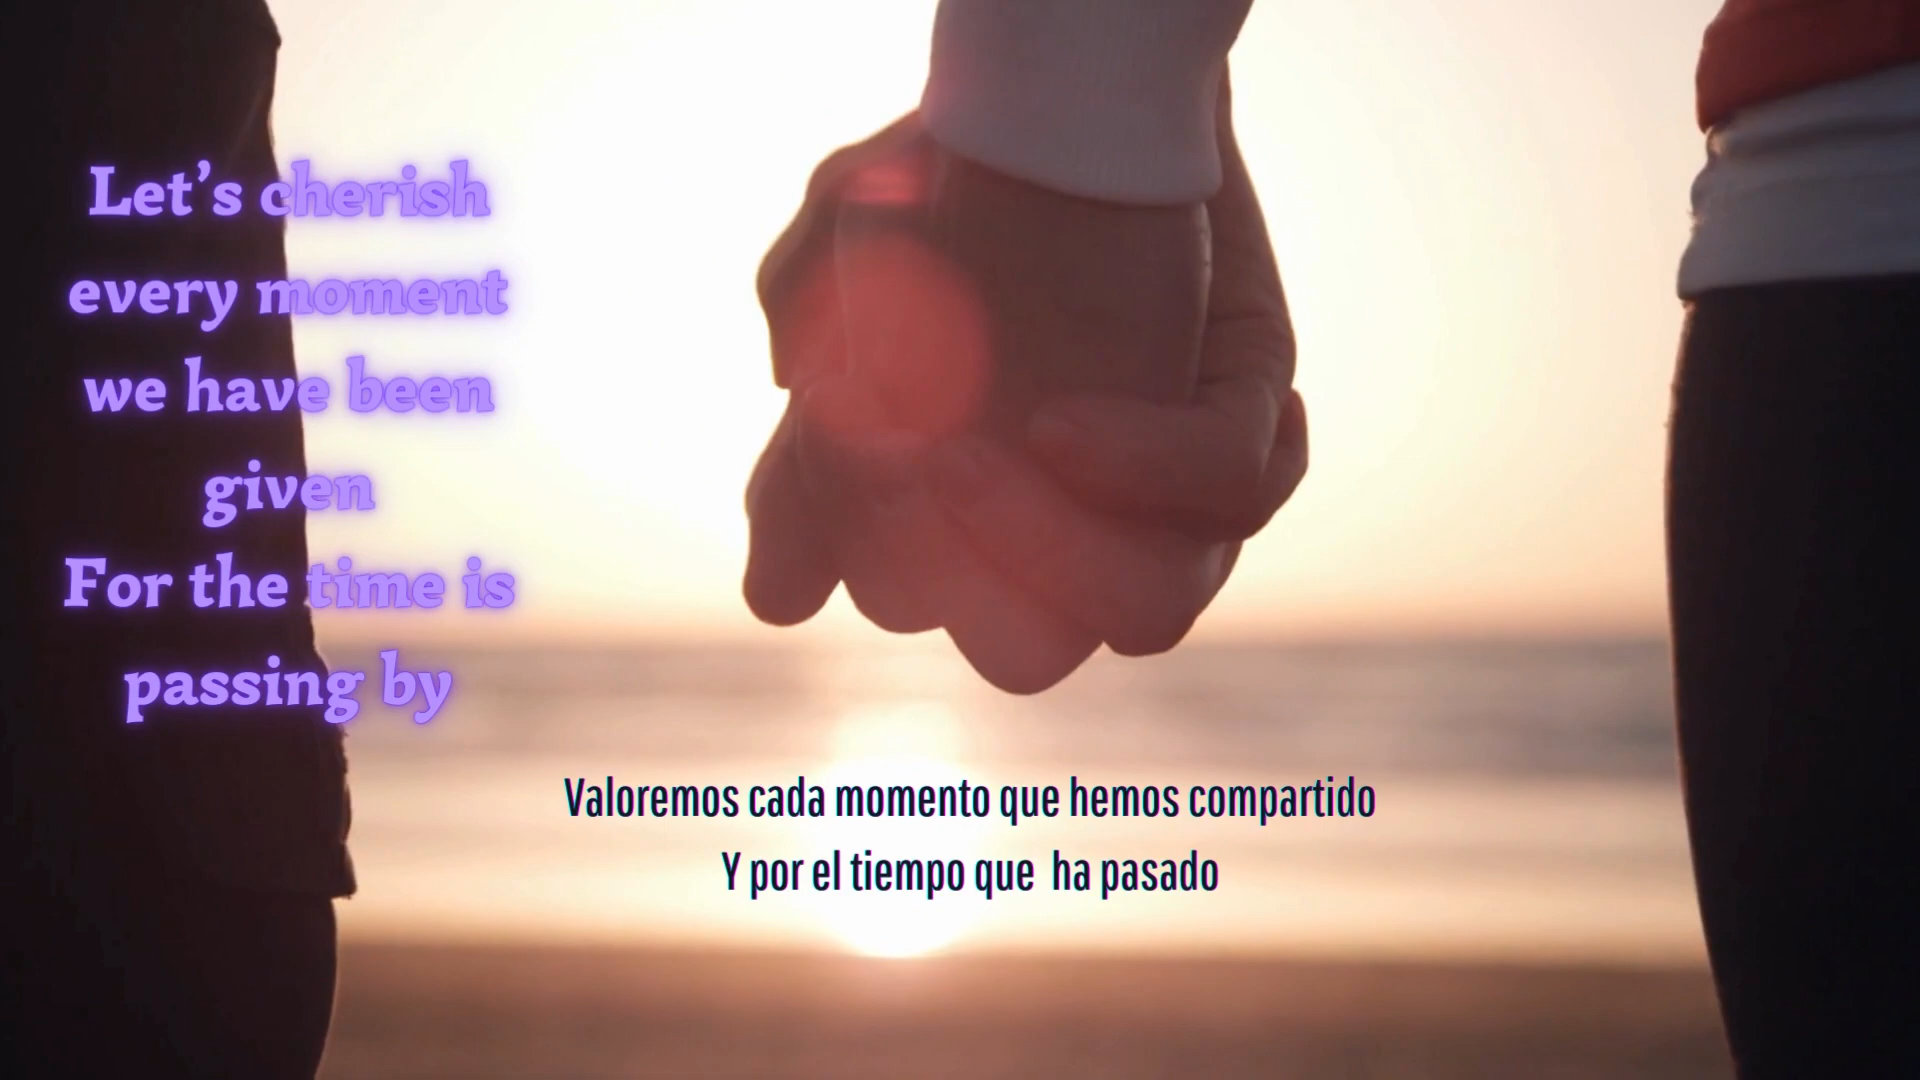 Let’s cherish
every moment
we have been
given
For the time is
passing by
Valoremos cada momento que hemos compartido
Y por el tiempo que  ha pasado